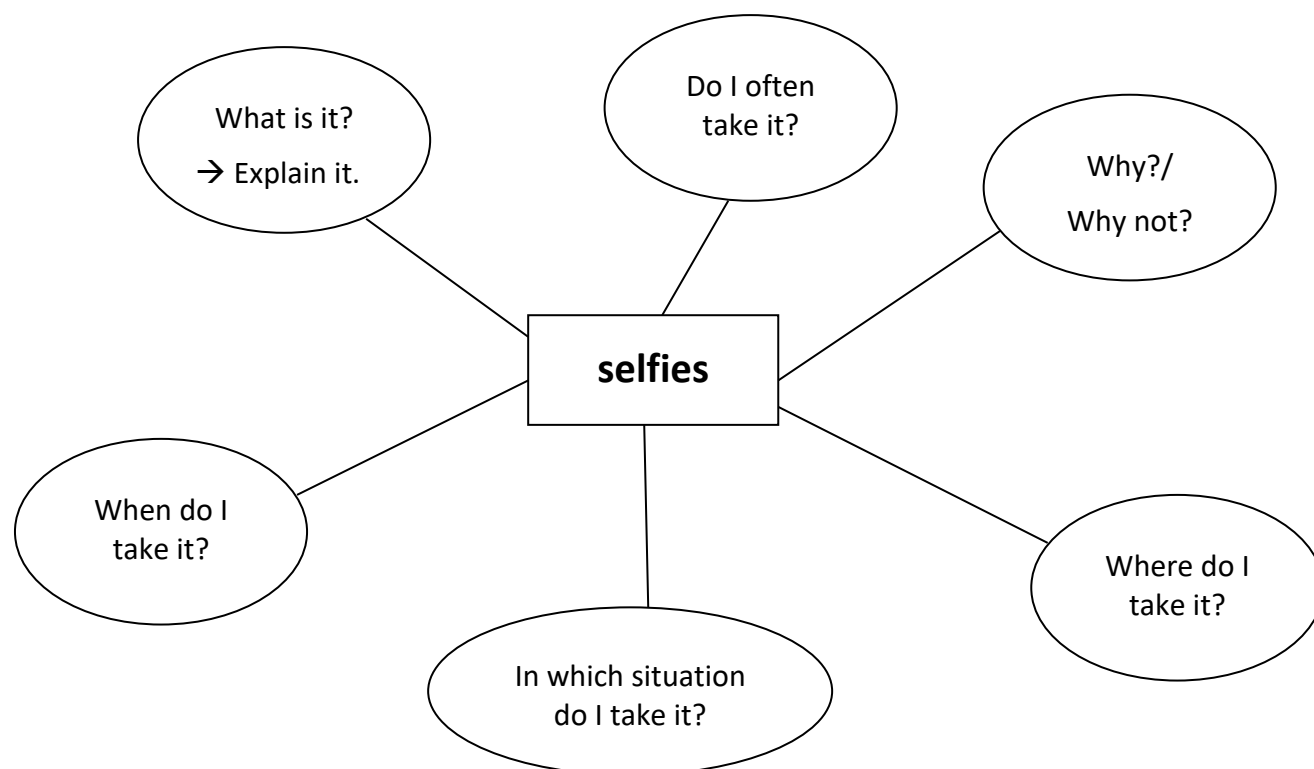 What is it?
→ Explain it.
Do I often
take it?
Why?/
Why not?
selfies
When do I
take it?
Where do I
take it?
In which situation
do I take it?